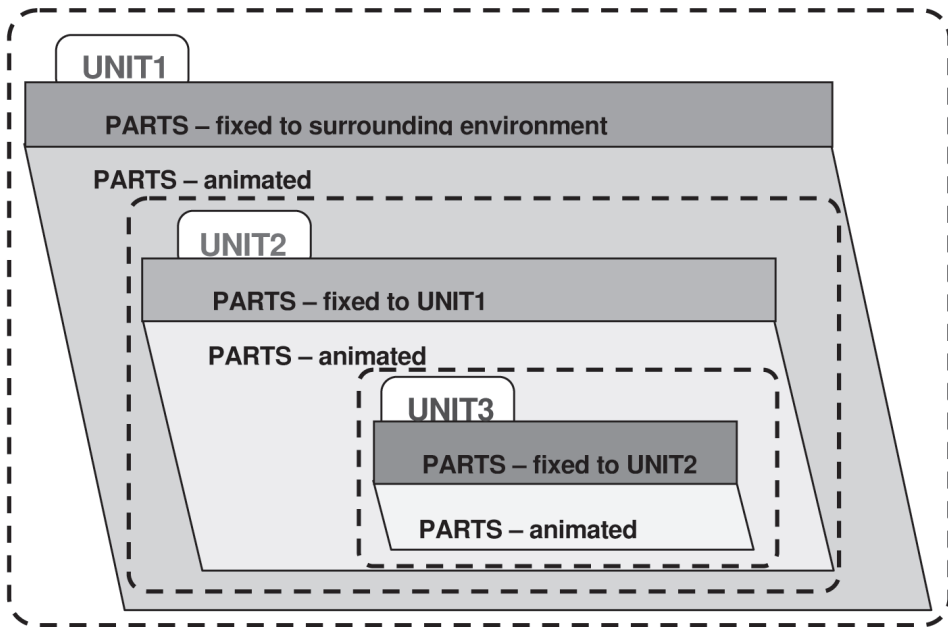 UNIT1
PARTS – fixed to surrounding environment
PARTS – animated
UNIT2
PARTS – fixed to UNIT1
PARTS – animated
UNIT3
PARTS – fixed to UNIT2
PARTS – animated